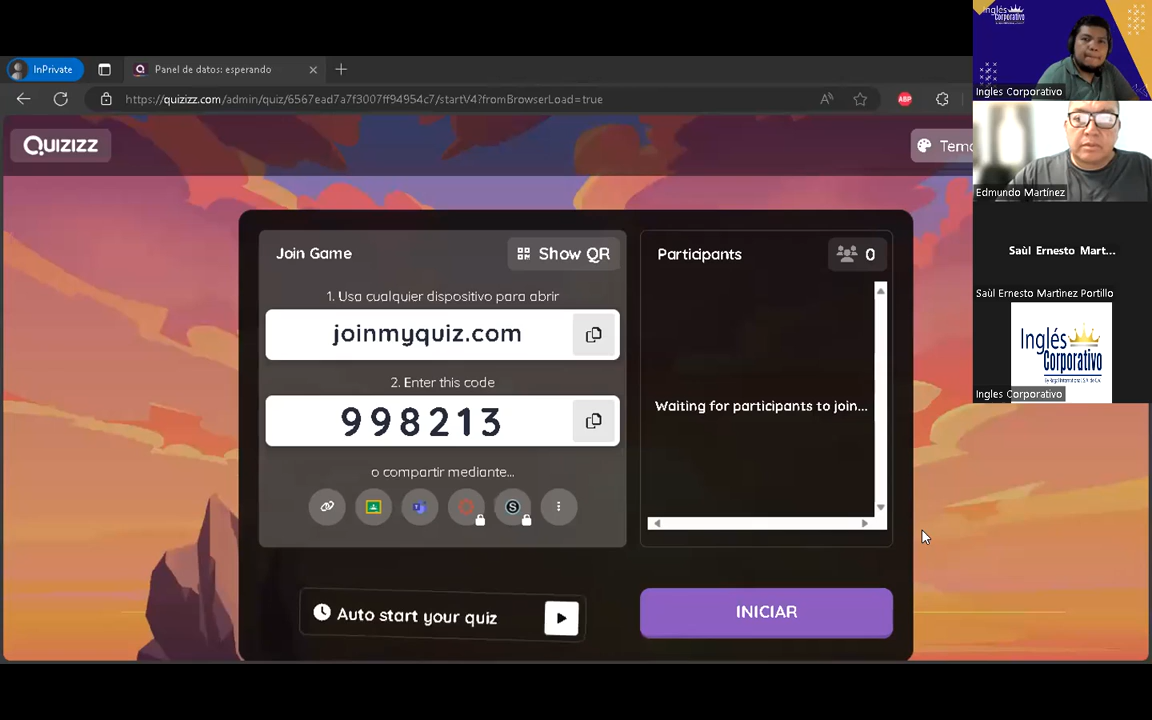 InPrivate
Panel de datos: esperando
https://quizizz.com/admin/quiz/6567ead7a7f3007ff94954c7/startV4?fromBrowserLoad=true
ABP
QUIZIZZ
Join Game
Show QR
1. Usa cualquier dispositivo para abrir
joinmyquiz.com
2. Enter this code
998213
o compartir mediante...
Auto start your quiz
Participants
0
Waiting for participants to join...
INICIAR
Inglés
Corporativo
Ingles Corporativo
Edmundo Martínez
Saùl Ernesto Mart...
Saùl Ernesto Martìnez Portillo
Inglés
Corporativo
Ingles Corporativo